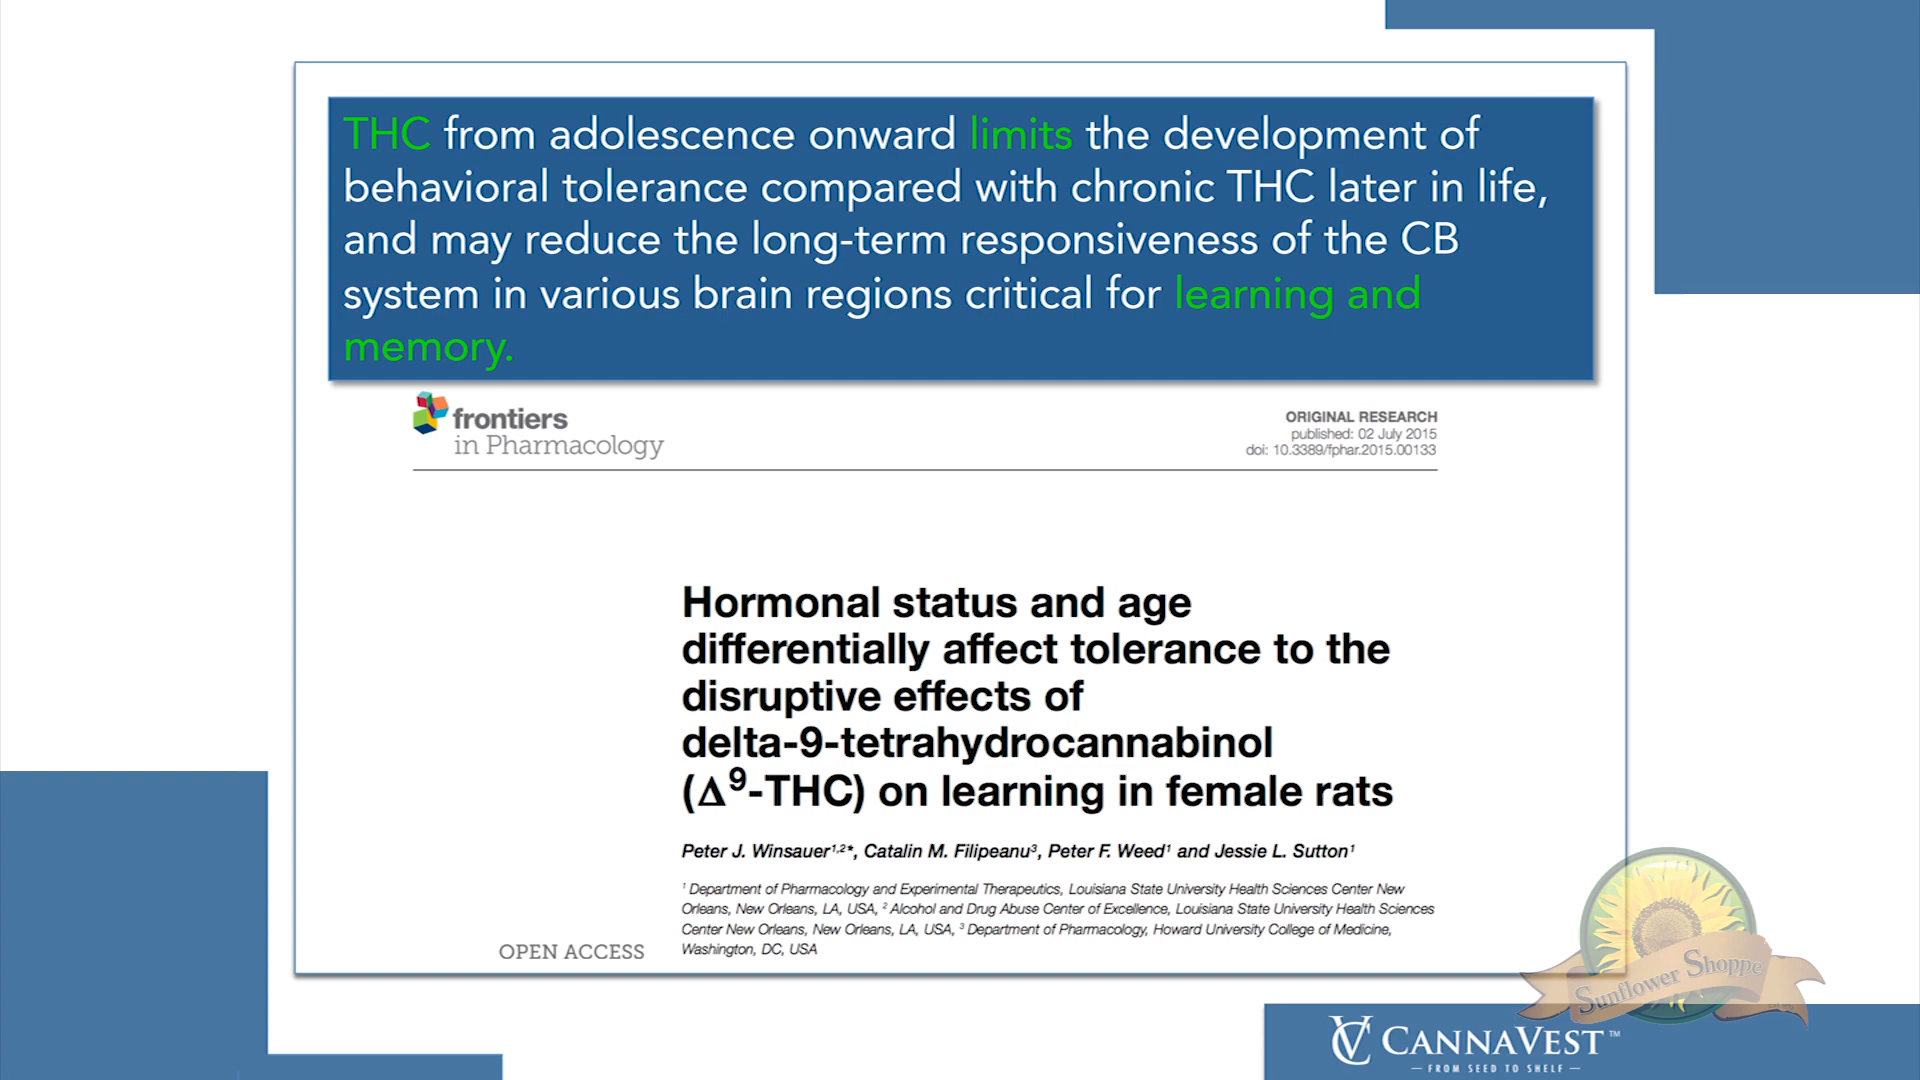 THC from adolescence onward limits the development of
behavioral tolerance compared with chronic THC later in life,
and may reduce the long-term responsiveness of the CB
system in various brain regions critical for learning and
memory.
frontiers
in Pharmacology
ORIGINAL RESEARCH
published: 02 July 2015
doi: 10.3389/fphar.2015.00133
Hormonal status and age
differentially affect tolerance to the
disruptive effects of
delta-9-tetrahydrocannabinol
(Δ⁹-THC) on learning in female rats
Peter J. Winsauer¹,²*, Catalin M. Filipeanu³, Peter F. Weed¹ and Jessie L. Sutton¹
¹ Department of Pharmacology and Experimental Therapeutics, Louisiana State University Health Sciences Center New
Orleans, New Orleans, LA, USA, ² Alcohol and Drug Abuse Center of Excellence, Louisiana State University Health Sciences
Center New Orleans, New Orleans, LA, USA, ³ Department of Pharmacology, Howard University College of Medicine,
Washington, DC, USA
OPEN ACCESS
Sunflower Shoppe
VC CANNAVEST™
— FROM SEED TO SHELF —